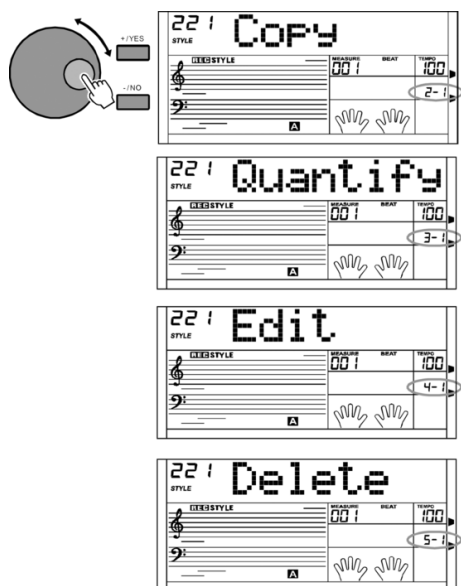 +/YES
-/NO
221 Copy
STYLE
REC STYLE MEASURE BEAT TEMPO
001 100
2-1
A
221 Quantify
STYLE
REC STYLE MEASURE BEAT TEMPO
001 100
3-1
A
221 Edit
STYLE
REC STYLE MEASURE BEAT TEMPO
001 100
4-1
A
221 Delete
STYLE
REC STYLE MEASURE BEAT TEMPO
001 100
5-1
A